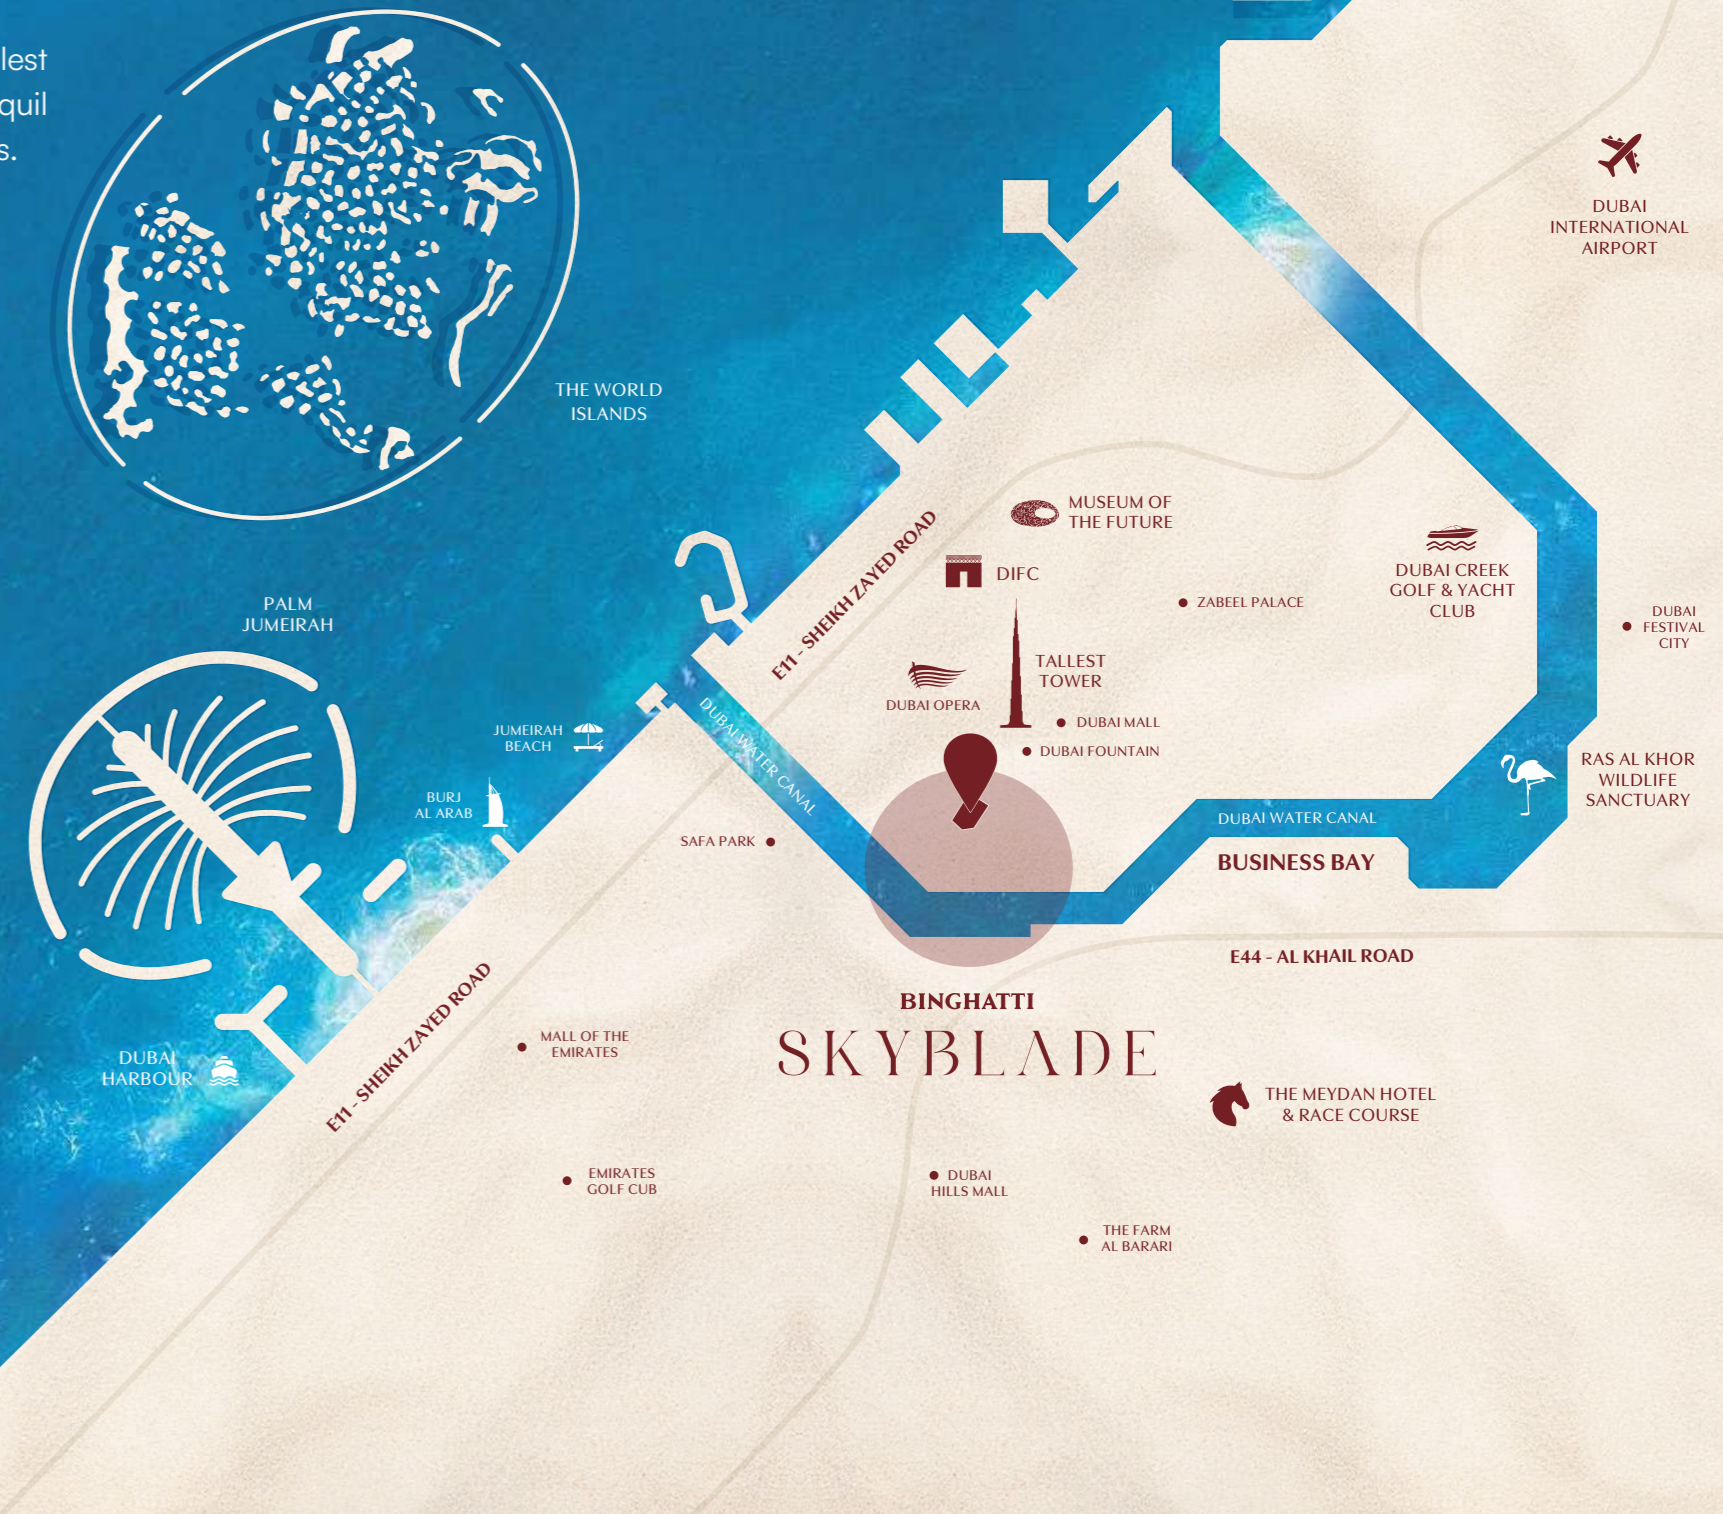 lest
quil
s.
DUBAI
INTERNATIONAL
AIRPORT
THE WORLD
ISLANDS
MUSEUM OF
THE FUTURE
E11 - SHEIKH ZAYED ROAD
DIFC
DUBAI CREEK
GOLF & YACHT
CLUB
ZABEEL PALACE
DUBAI
FESTIVAL
CITY
PALM
JUMEIRAH
TALLEST
TOWER
DUBAI OPERA
DUBAI MALL
DUBAI FOUNTAIN
JUMEIRAH
BEACH
DUBAI WATER CANAL
BURJ
AL ARAB
RAS AL KHOR
WILDLIFE
SANCTUARY
SAFA PARK
DUBAI WATER CANAL
BUSINESS BAY
E44 - AL KHAIL ROAD
E11 - SHEIKH ZAYED ROAD
BINGHATTI
SKYBLADE
MALL OF THE
EMIRATES
DUBAI
HARBOUR
THE MEYDAN HOTEL
& RACE COURSE
EMIRATES
GOLF CUB
DUBAI
HILLS MALL
THE FARM
AL BARARI